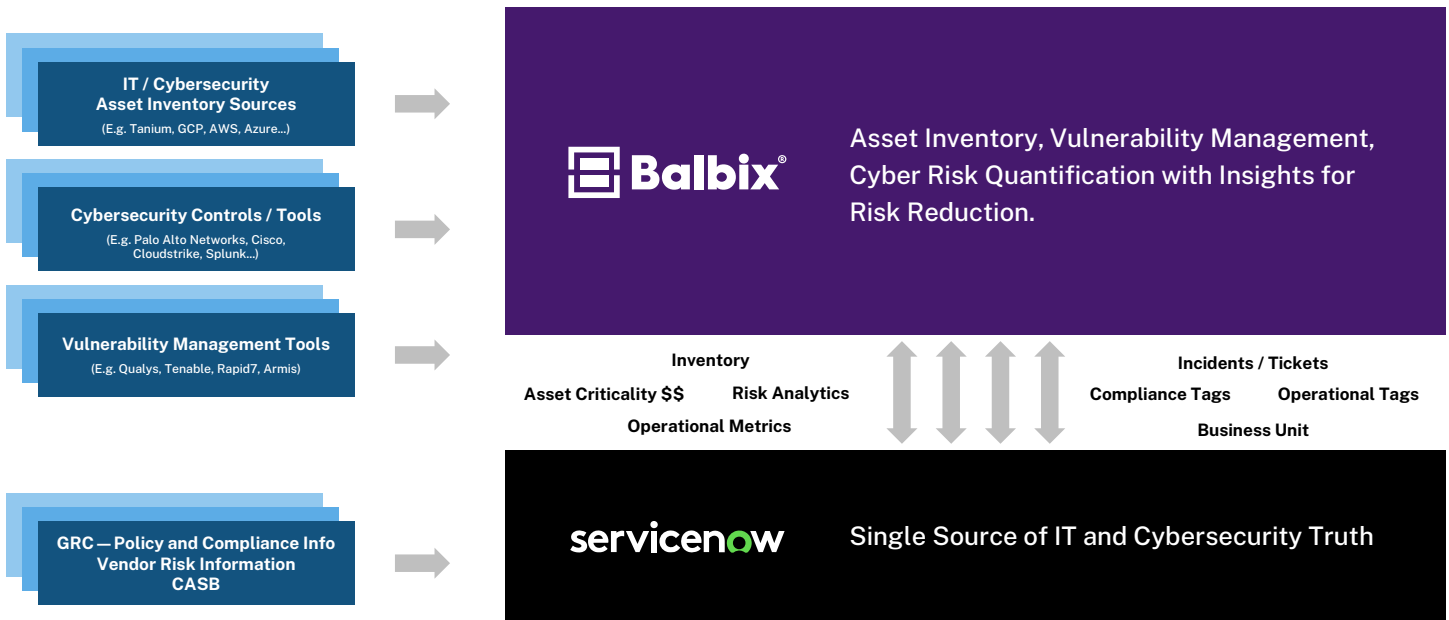 IT / Cybersecurity
Asset Inventory Sources
(E.g. Tanium, GCP, AWS, Azure...)
Cybersecurity Controls / Tools
(E.g. Palo Alto Networks, Cisco,
Cloudstrike, Splunk...)
Vulnerability Management Tools
(E.g. Qualys, Tenable, Rapid7, Armis)
GRC — Policy and Compliance Info
Vendor Risk Information
CASB
Balbix®
Asset Inventory, Vulnerability Management,
Cyber Risk Quantification with Insights for
Risk Reduction.
Inventory
Asset Criticality $$
Risk Analytics
Operational Metrics
Incidents / Tickets
Compliance Tags
Operational Tags
Business Unit
servicenow
Single Source of IT and Cybersecurity Truth